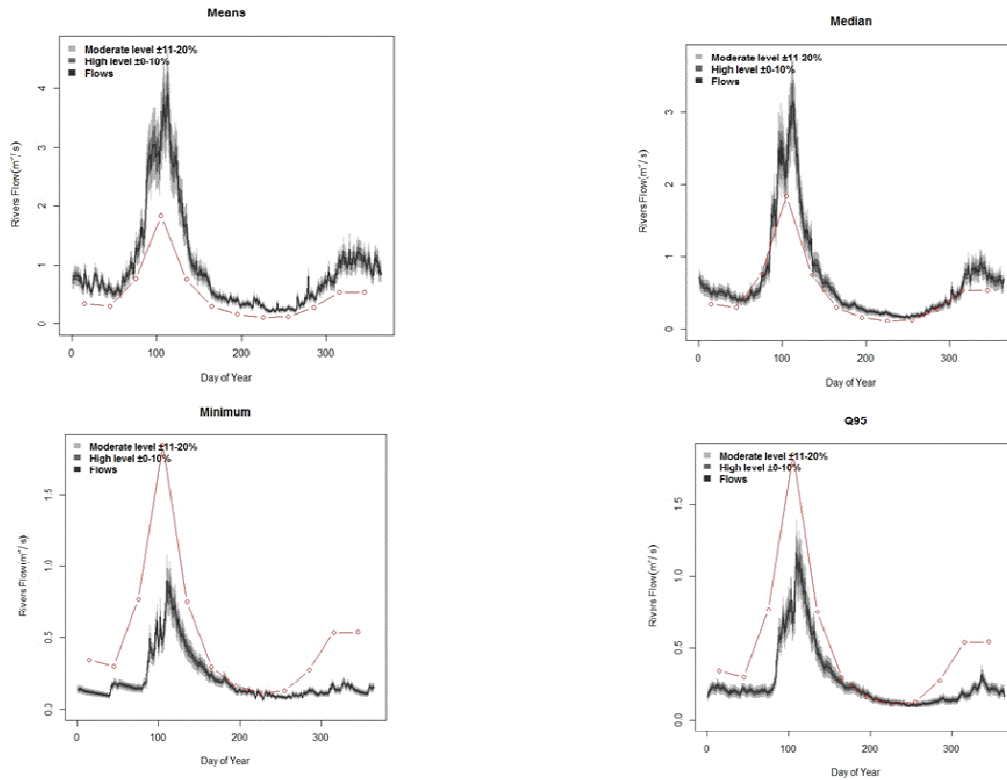 Means
Moderate level ±11-20%
High level ±0-10%
Flows
Rivers Flow(m³/s)
4
3
2
1
0
0
100
200
300
Day of Year
Median
Moderate level ±11-20%
High level ±0-10%
Flows
Rivers Flow(m³/s)
3
2
1
0
0
100
200
300
Day of Year
Minimum
Moderate level ±11-20%
High level ±0-10%
Flows
Rivers Flow(m³/s)
1.5
1.0
0.5
0.0
0
100
200
300
Day of Year
Q95
Moderate level ±11-20%
High level ±0-10%
Flows
Rivers Flow(m³/s)
1.5
1.0
0.5
0.0
0
100
200
300
Day of Year